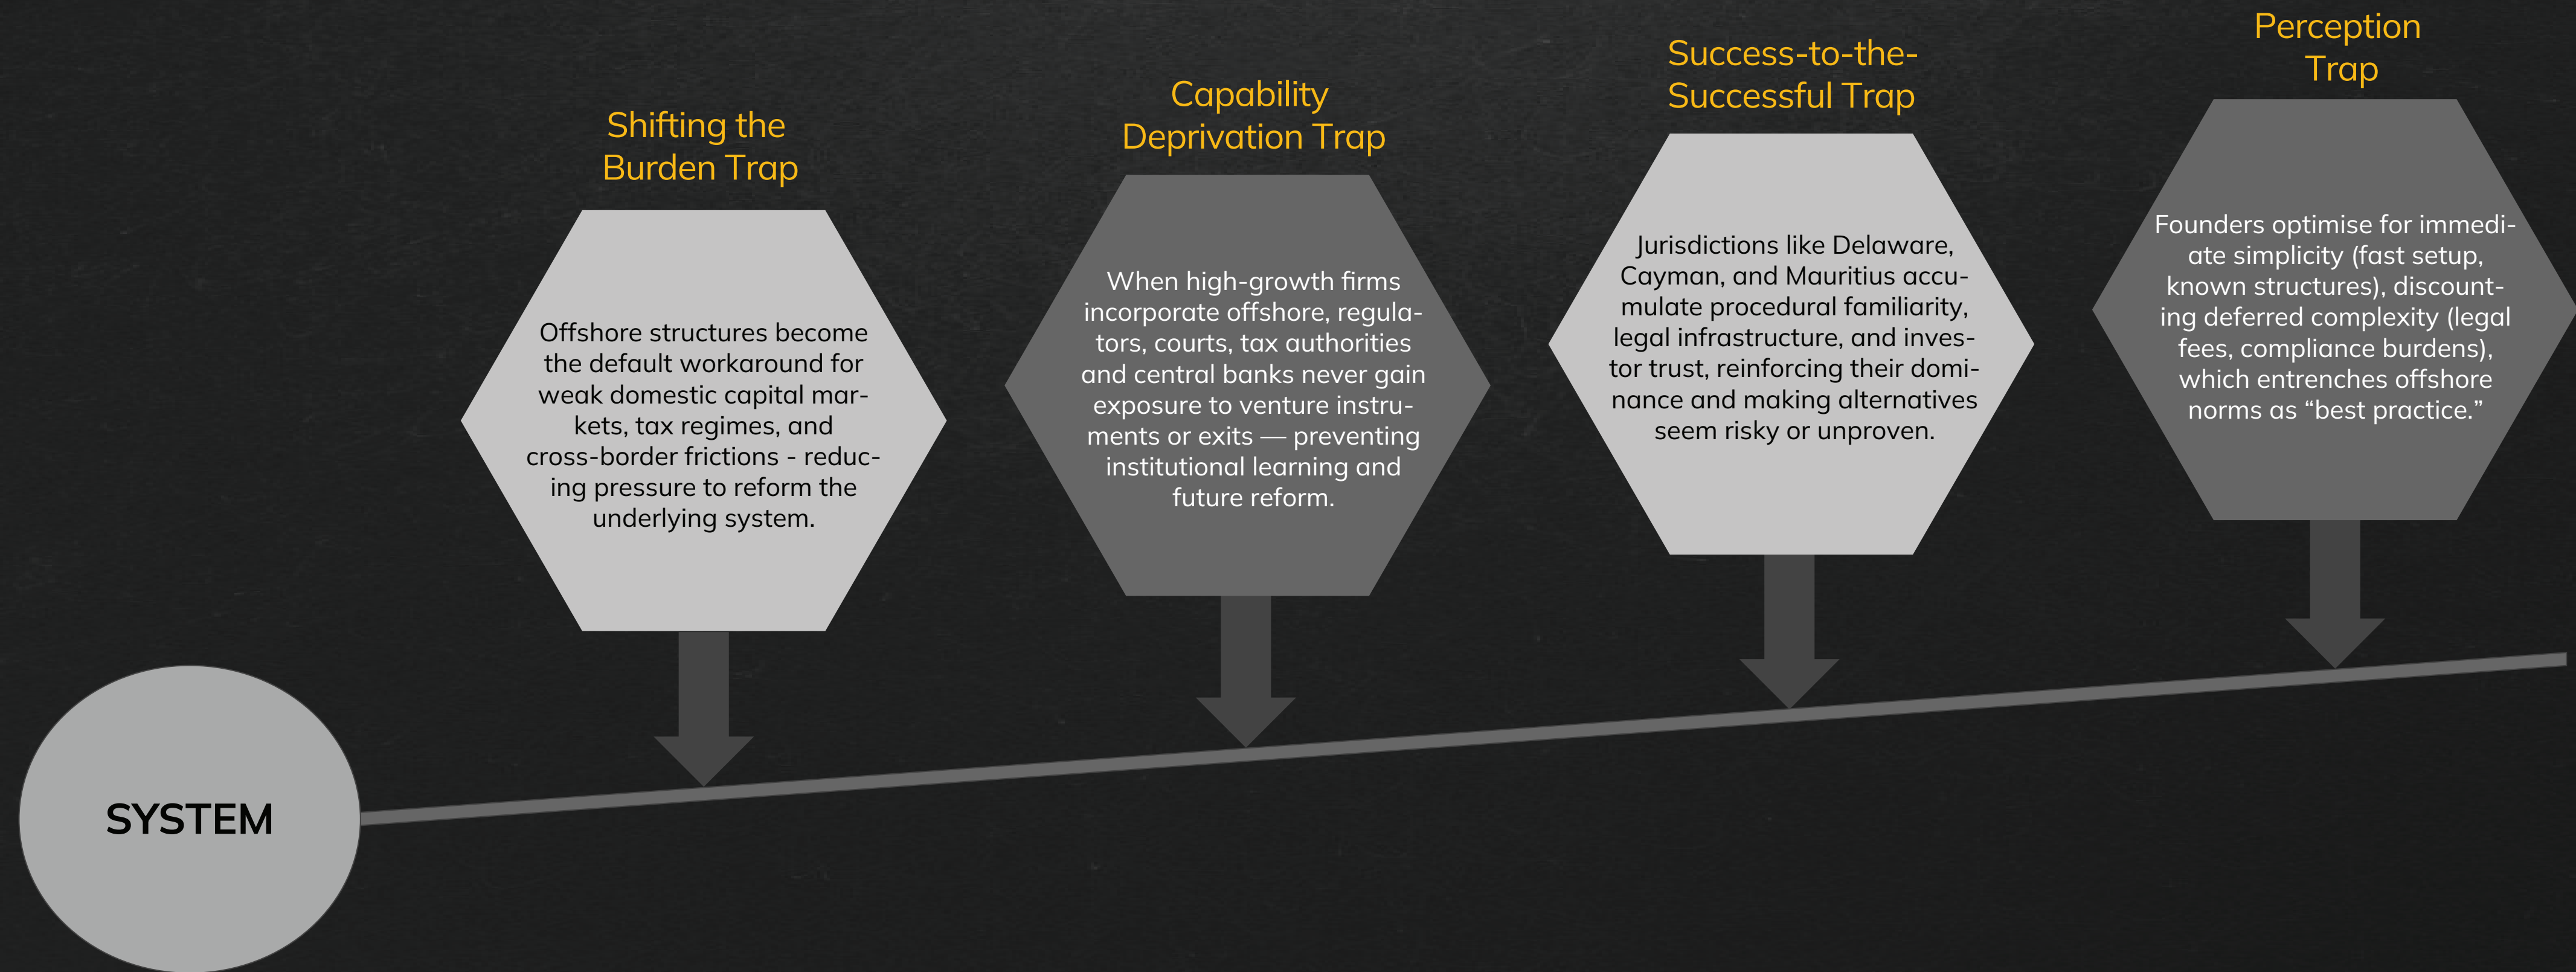 Shifting the
Burden Trap
Offshore structures become
the default workaround for
weak domestic capital mar-
kets, tax regimes, and
cross-border frictions - reduc-
ing pressure to reform the
underlying system.
Capability
Deprivation Trap
When high-growth firms
incorporate offshore, regula-
tors, courts, tax authorities
and central banks never gain
exposure to venture instru-
ments or exits — preventing
institutional learning and
future reform.
Success-to-the-
Successful Trap
Jurisdictions like Delaware,
Cayman, and Mauritius accu-
mulate procedural familiarity,
legal infrastructure, and inves-
tor trust, reinforcing their domi-
nance and making alternatives
seem risky or unproven.
Perception
Trap
Founders optimise for immedi-
ate simplicity (fast setup,
known structures), discount-
ing deferred complexity (legal
fees, compliance burdens),
which entrenches offshore
norms as “best practice.”
SYSTEM